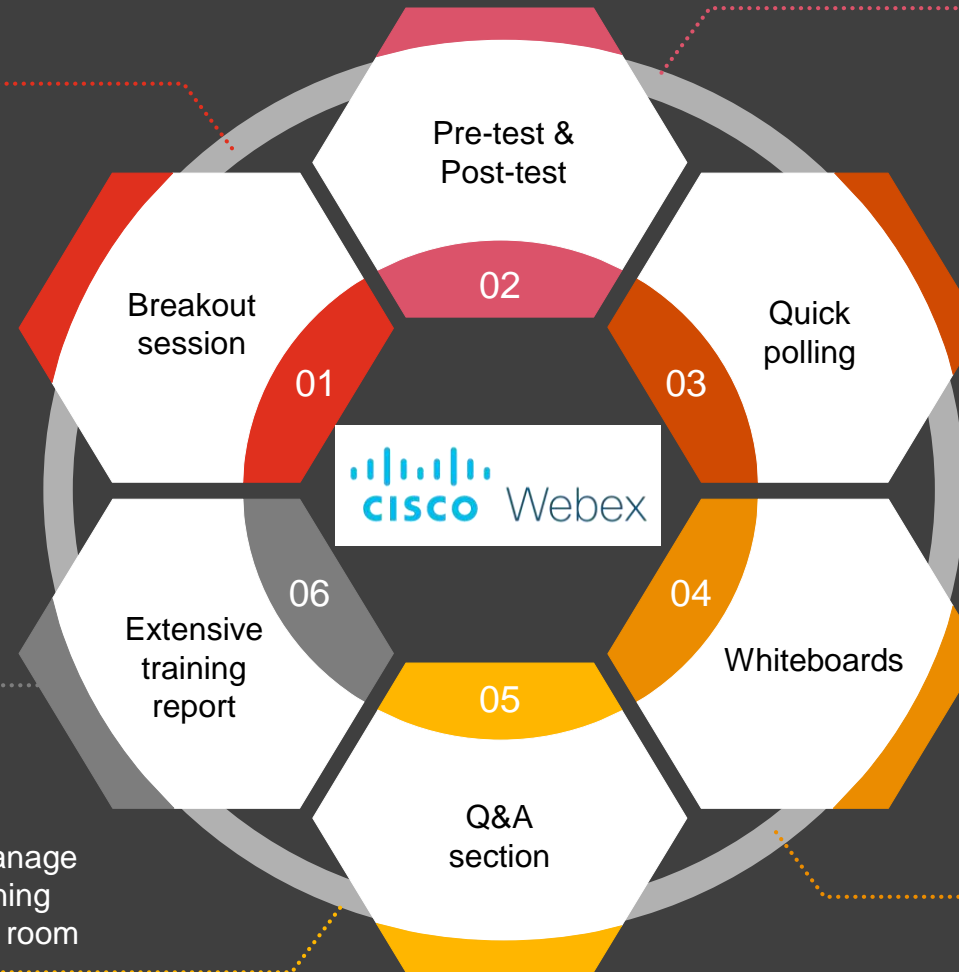 Pre-test &
Post-test
02
Breakout
session
01
Quick
polling
03
CISCO Webex
06
Extensive
training
report
04
Whiteboards
05
Q&A
section
room